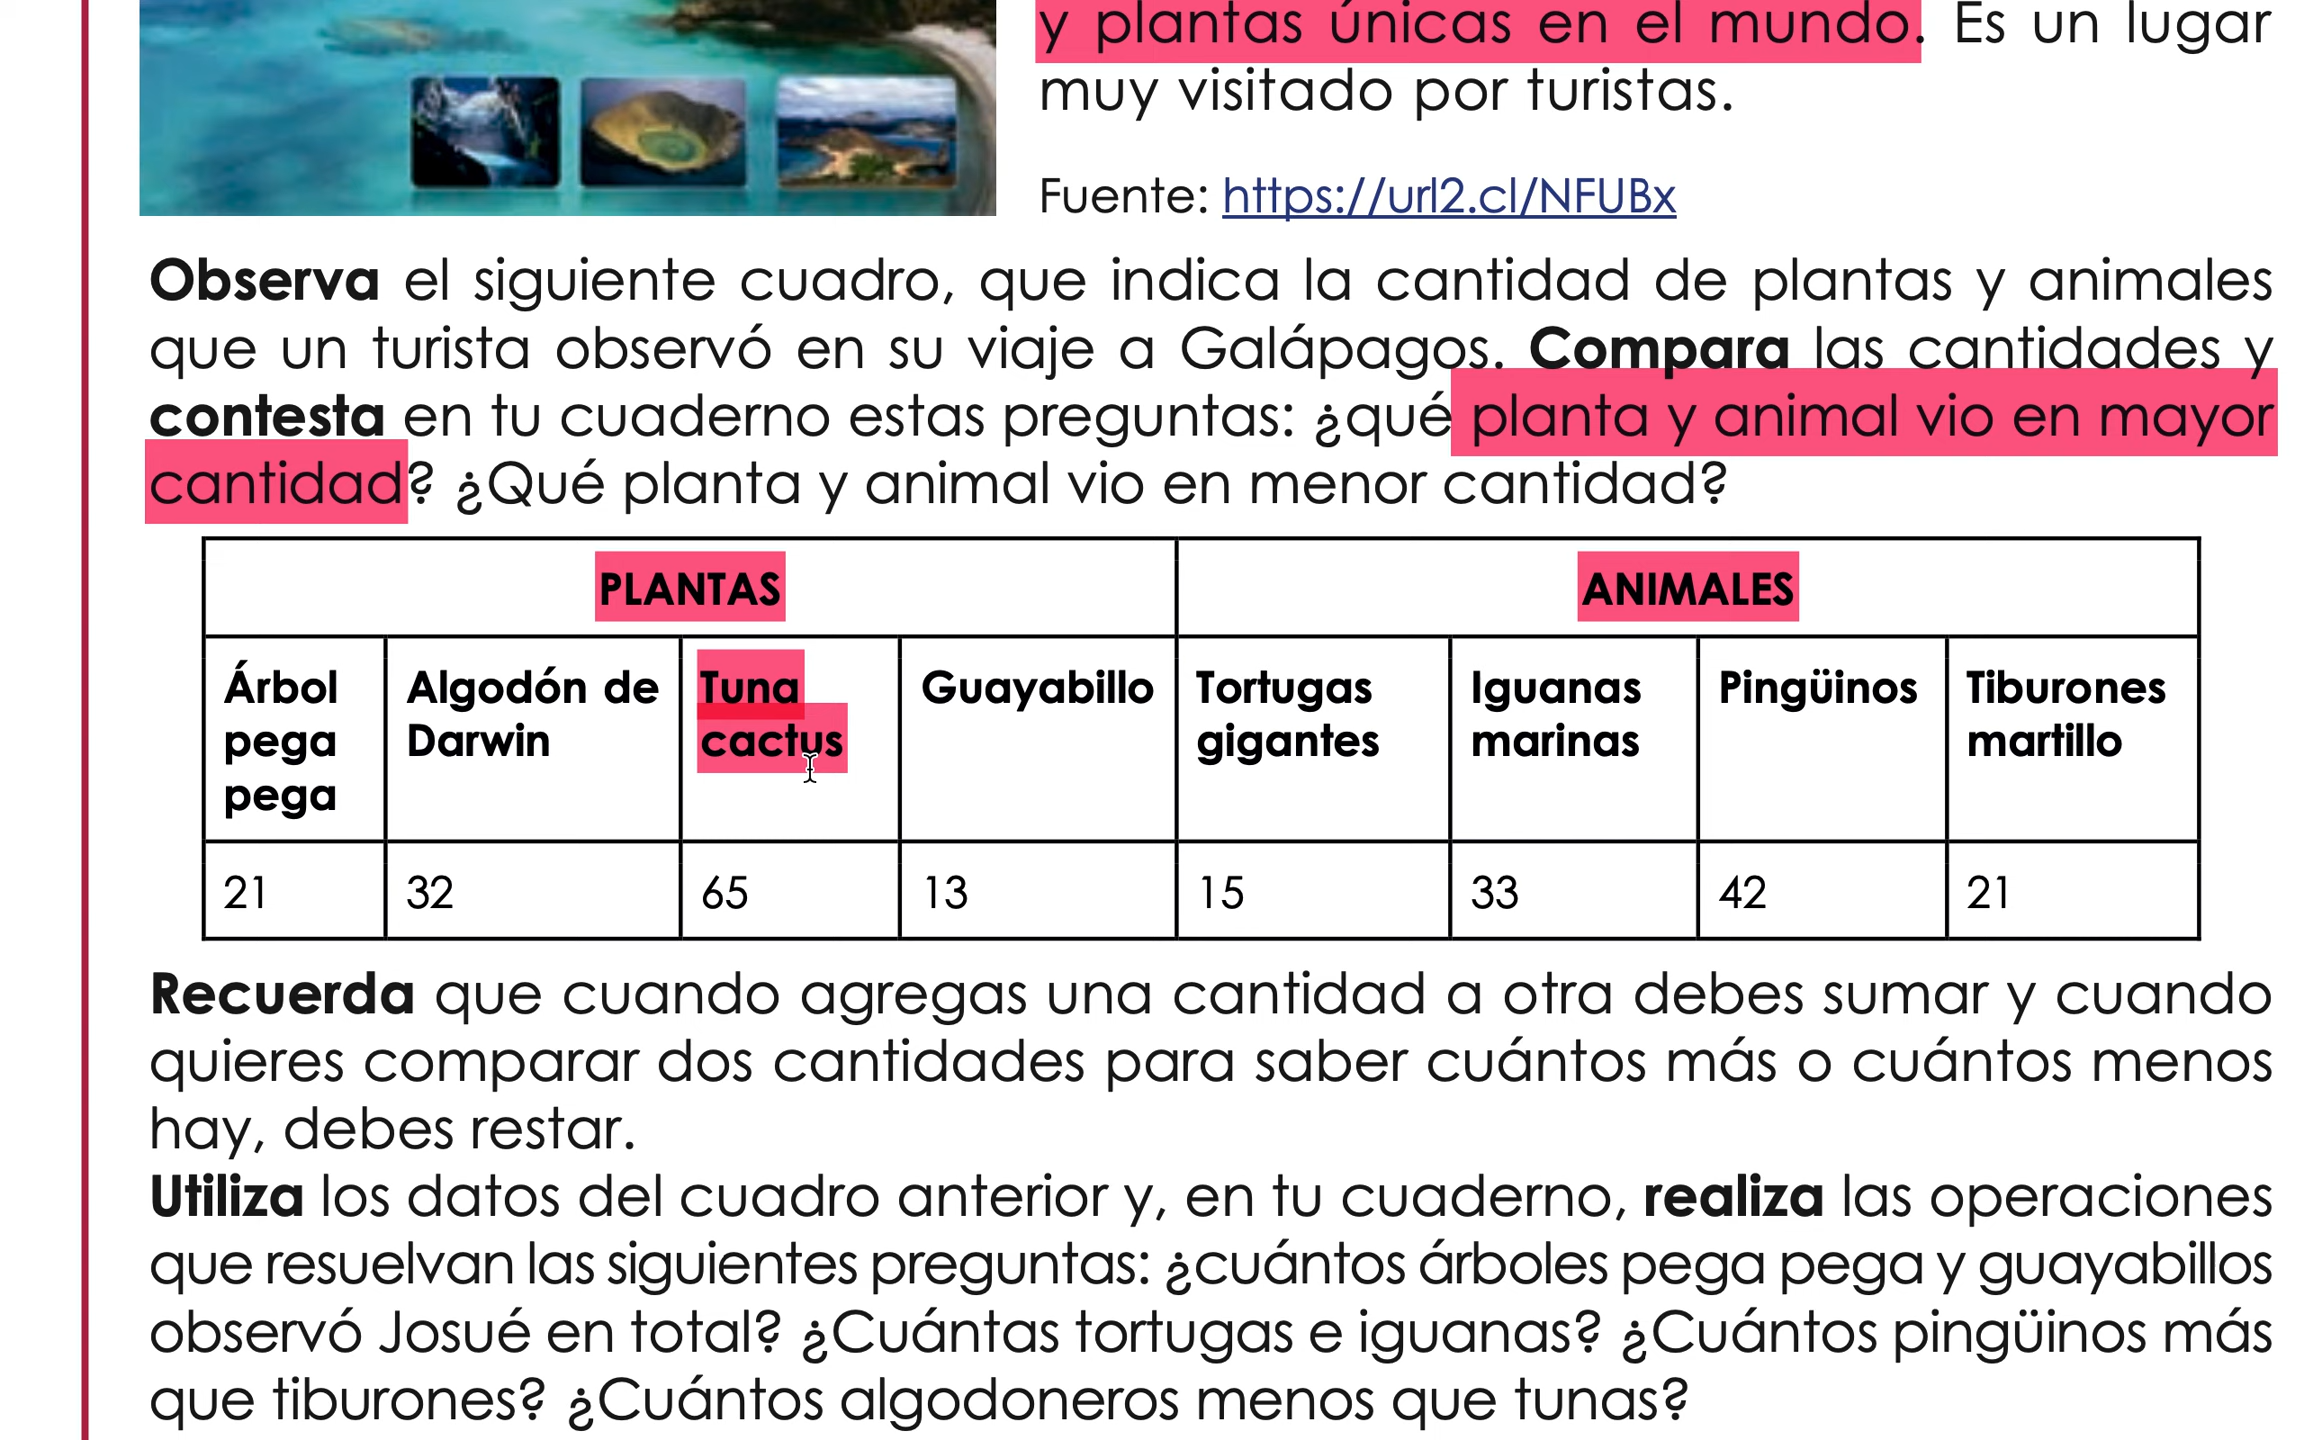 y plantas únicas en el mundo. Es un lugar
muy visitado por turistas.
Fuente: https://url2.cl/NFUBx
Observa el siguiente cuadro, que indica la cantidad de plantas y animales
que un turista observó en su viaje a Galápagos. Compara las cantidades y
contesta en tu cuaderno estas preguntas: ¿qué planta y animal vio en mayor
cantidad? ¿Qué planta y animal vio en menor cantidad?
PLANTAS ANIMALES
Árbol pega pega
Algodón de Darwin
Tuna cactus
Guayabillo
Tortugas gigantes
Iguanas marinas
Pingüinos
Tiburones martillo
21 32 65 13 15 33 42 21
Recuerda que cuando agregas una cantidad a otra debes sumar y cuando
quieres comparar dos cantidades para saber cuántos más o cuántos menos
hay, debes restar.
Utiliza los datos del cuadro anterior y, en tu cuaderno, realiza las operaciones
que resuelvan las siguientes preguntas: ¿cuántos árboles pega pega y guayabillos
observó Josué en total? ¿Cuántas tortugas e iguanas? ¿Cuántos pingüinos más
que tiburones? ¿Cuántos algodoneros menos que tunas?